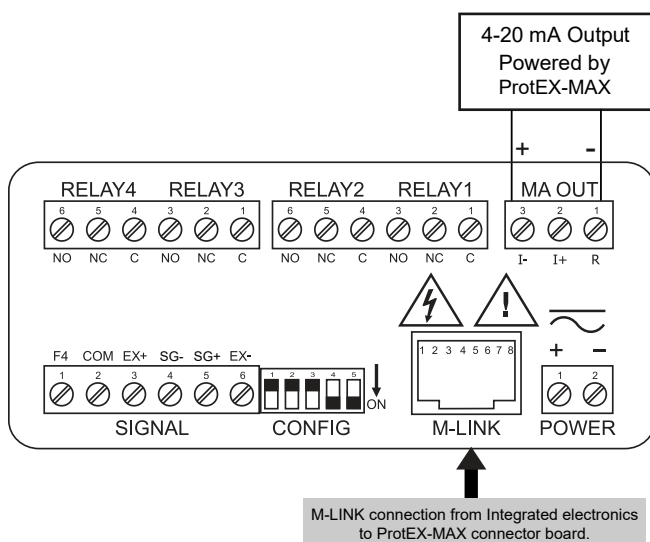 4-20 mA Output
Powered by
ProtEX-MAX
+ -
RELAY4 RELAY3 RELAY2 RELAY1 MA OUT
6 5 4 3 2 1 6 5 4 3 2 1 3 2 1
NO NC C NO NC C NO NC C NO NC C I- I+ R
F4 COM EX+ SG- SG+ EX-
1 2 3 4 5 6
1 2 3 4 5
ON
1 2 3 4 5 6 7 8
+ −
1 2
SIGNAL CONFIG M-LINK POWER
M-LINK connection from Integrated electronics
to ProtEX-MAX connector board.